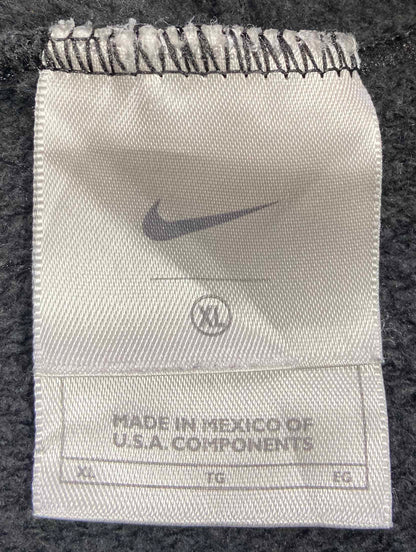 XL
MADE IN MEXICO OF
U.S.A. COMPONENTS
XL TG EG